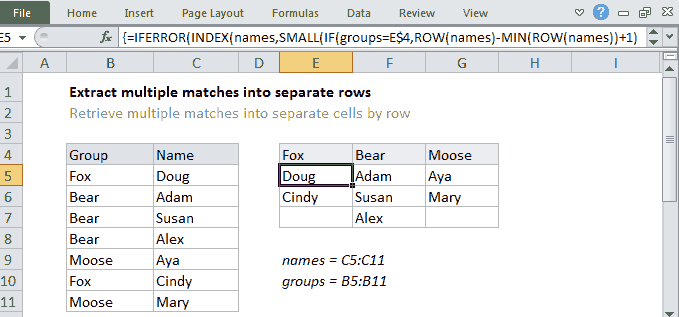 File Home Insert Page Layout Formulas Data Review View
E5 fx {=IFERROR(INDEX(names,SMALL(IF(groups=E$4,ROW(names)-MIN(ROW(names))+1)
A B C D E F G H I
1 Extract multiple matches into separate rows
2 Retrieve multiple matches into separate cells by row
3
4 Group Name Fox Bear Moose
5 Fox Doug Doug Adam Aya
6 Bear Adam Cindy Susan Mary
7 Bear Susan Alex
8 Bear Alex
9 Moose Aya names = C5:C11
10 Fox Cindy groups = B5:B11
11 Moose Mary